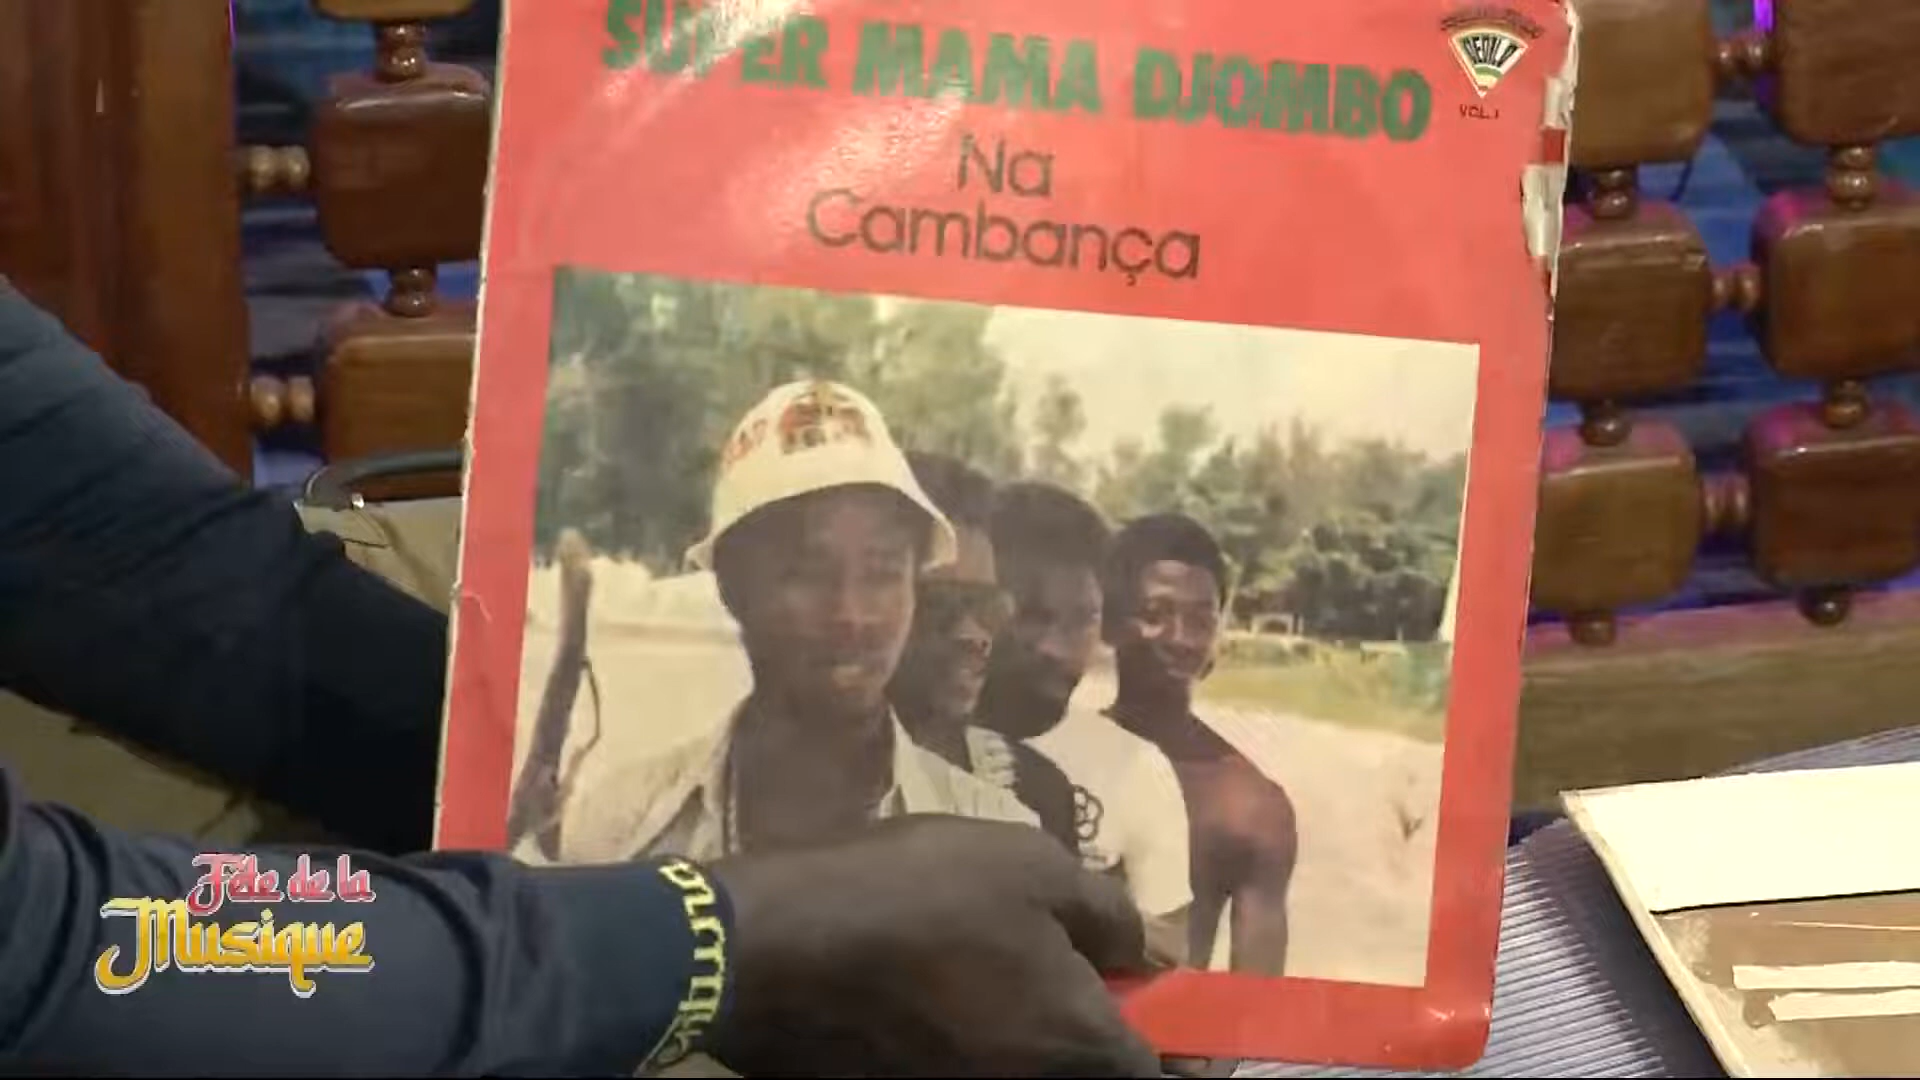 SUPER MAMA DJOMBO
Na
Cambança
VOL. 1
Fête de la
Musique